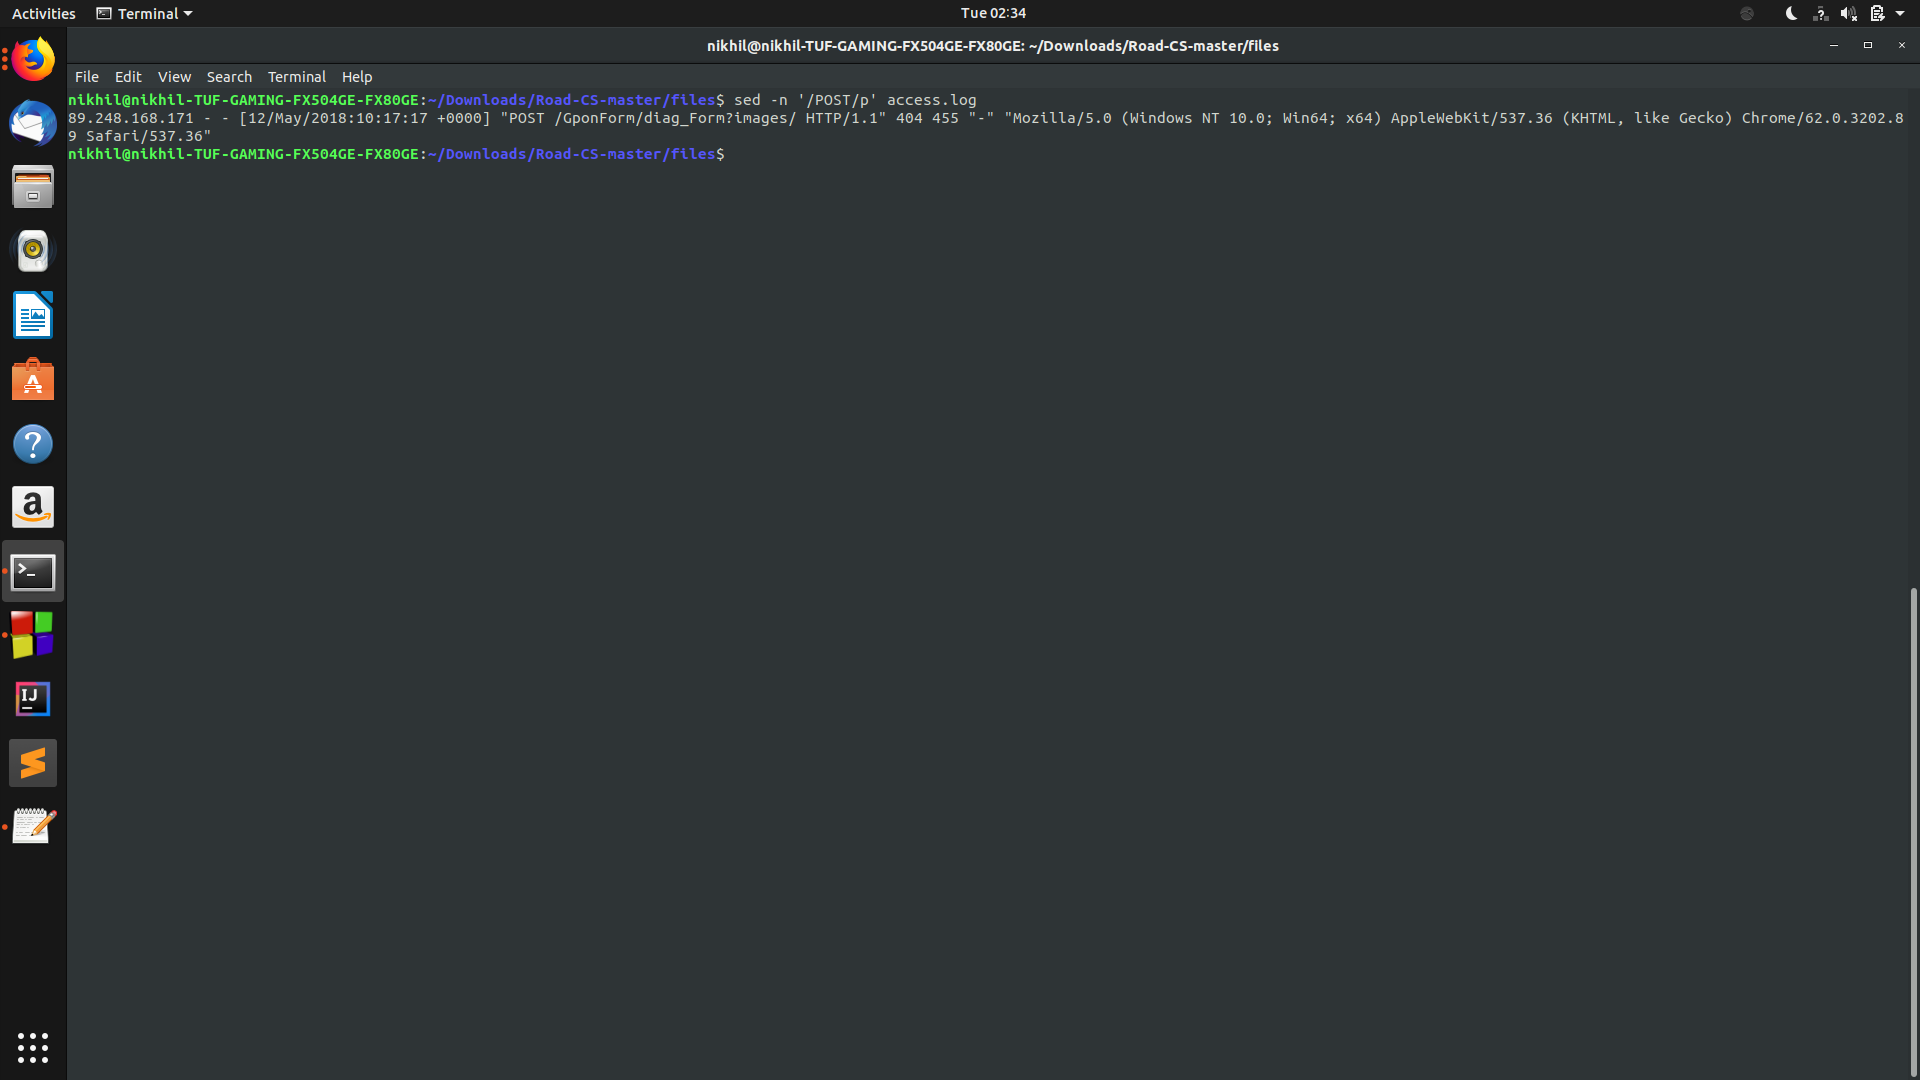 Activities Terminal Tue 02:34
nikhil@nikhil-TUF-GAMING-FX504GE-FX80GE: ~/Downloads/Road-CS-master/files
File Edit View Search Terminal Help
nikhil@nikhil-TUF-GAMING-FX504GE-FX80GE:~/Downloads/Road-CS-master/files$ sed -n '/POST/p' access.log
89.248.168.171 - - [12/May/2018:10:17:17 +0000] "POST /GponForm/diag_Form?images/ HTTP/1.1" 404 455 "-" "Mozilla/5.0 (Windows NT 10.0; Win64; x64) AppleWebKit/537.36 (KHTML, like Gecko) Chrome/62.0.3202.8
9 Safari/537.36"
nikhil@nikhil-TUF-GAMING-FX504GE-FX80GE:~/Downloads/Road-CS-master/files$